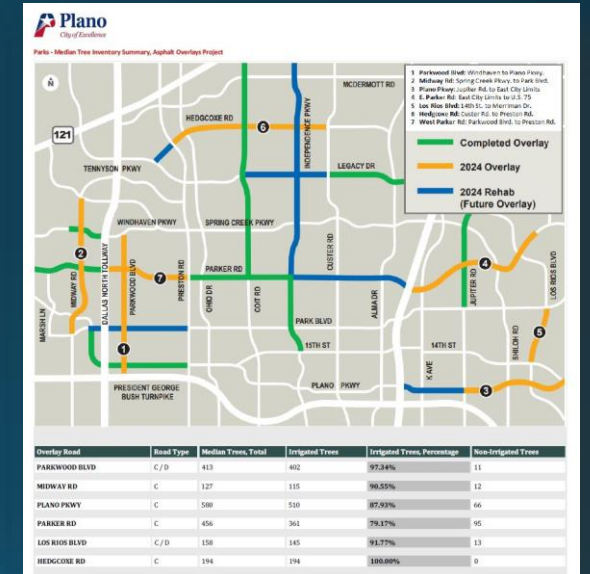 Plano
City of Excellence
Parks - Median Tree Inventory Summary, Asphalt Overlays Project
N
MCDERMOTT RD
1 Parkwood Blvd: Windhaven to Plano Pkwy.
2 Midway Rd: Spring Creek Pkwy. to Park Blvd.
3 Plano Pkwy: Jupiter Rd. to East City Limits
4 E. Parker Rd: East City Limits to U.S. 75
5 Los Rios Blvd: 14th St. to Merriman Dr.
6 Hedgcoxe Rd: Custer Rd. to Preston Rd.
7 West Parker Rd: Parkwood Blvd. to Preston Rd.
Completed Overlay
2024 Overlay
2024 Rehab
(Future Overlay)
HEDGCOXE RD
6
INDEPENDENCE PKWY
121
TENNYSON PKWY
LEGACY DR
WINDHAVEN PKWY
SPRING CREEK PKWY
CUSTER RD
2
DALLAS NORTH TOLLWAY
PARKWOOD BLVD
7
PRESTON RD
PARKER RD
4
MIDWAY RD
OHIO DR
COIT RD
ALMA DR
JUPITER RD
LOS RIOS BLVD
MARSH LN
PARK BLVD
5
1
15TH ST
14TH ST
SHILOH RD
K AVE
PRESIDENT GEORGE
BUSH TURNPIKE
PLANO PKWY
3
Overlay Road Road Type Median Trees, Total Irrigated Trees Irrigated Trees, Percentage Non-Irrigated Trees
PARKWOOD BLVD C / D 413 402 97.34% 11
MIDWAY RD C 127 115 90.55% 12
PLANO PKWY C 580 510 87.93% 66
PARKER RD C 456 361 79.17% 95
LOS RIOS BLVD C / D 158 145 91.77% 13
HEDGCOXE RD C 194 194 100.00% 0